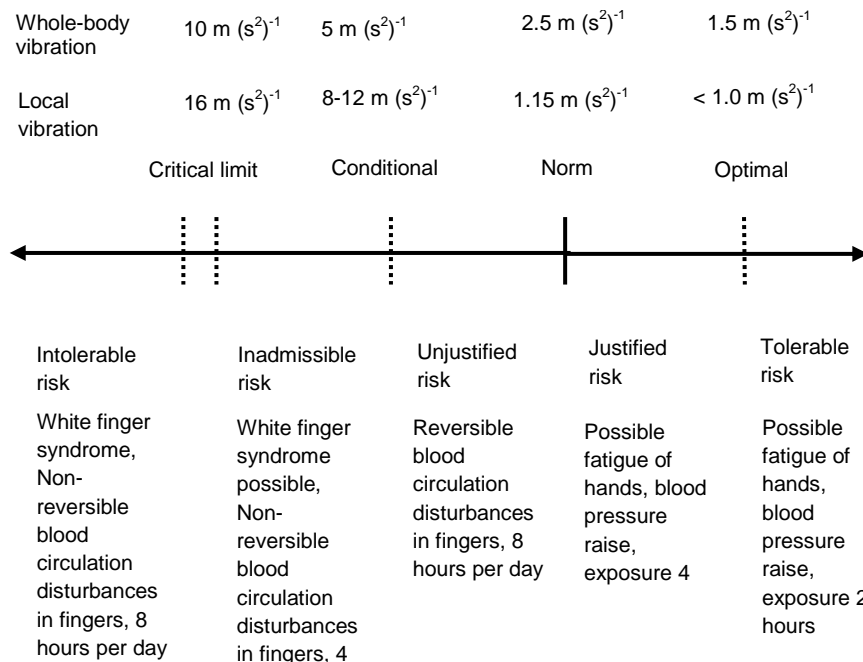 Whole-body vibration 10 m (s²)⁻¹ 5 m (s²)⁻¹ 2.5 m (s²)⁻¹ 1.5 m (s²)⁻¹
Local vibration 16 m (s²)⁻¹ 8-12 m (s²)⁻¹ 1.15 m (s²)⁻¹ < 1.0 m (s²)⁻¹
Critical limit Conditional Norm Optimal
Intolerable
risk
White finger
syndrome,
Non-
reversible
blood
circulation
disturbances
in fingers, 8
hours per day
Inadmissible
risk
White finger
syndrome
possible,
Non-
reversible
blood
circulation
disturbances
in fingers, 4
Unjustified
risk
Reversible
blood
circulation
disturbances
in fingers, 8
hours per day
Justified
risk
Possible
fatigue of
hands, blood
pressure
raise,
exposure 4
Tolerable
risk
Possible
fatigue of
hands,
blood
pressure
raise,
exposure 2
hours